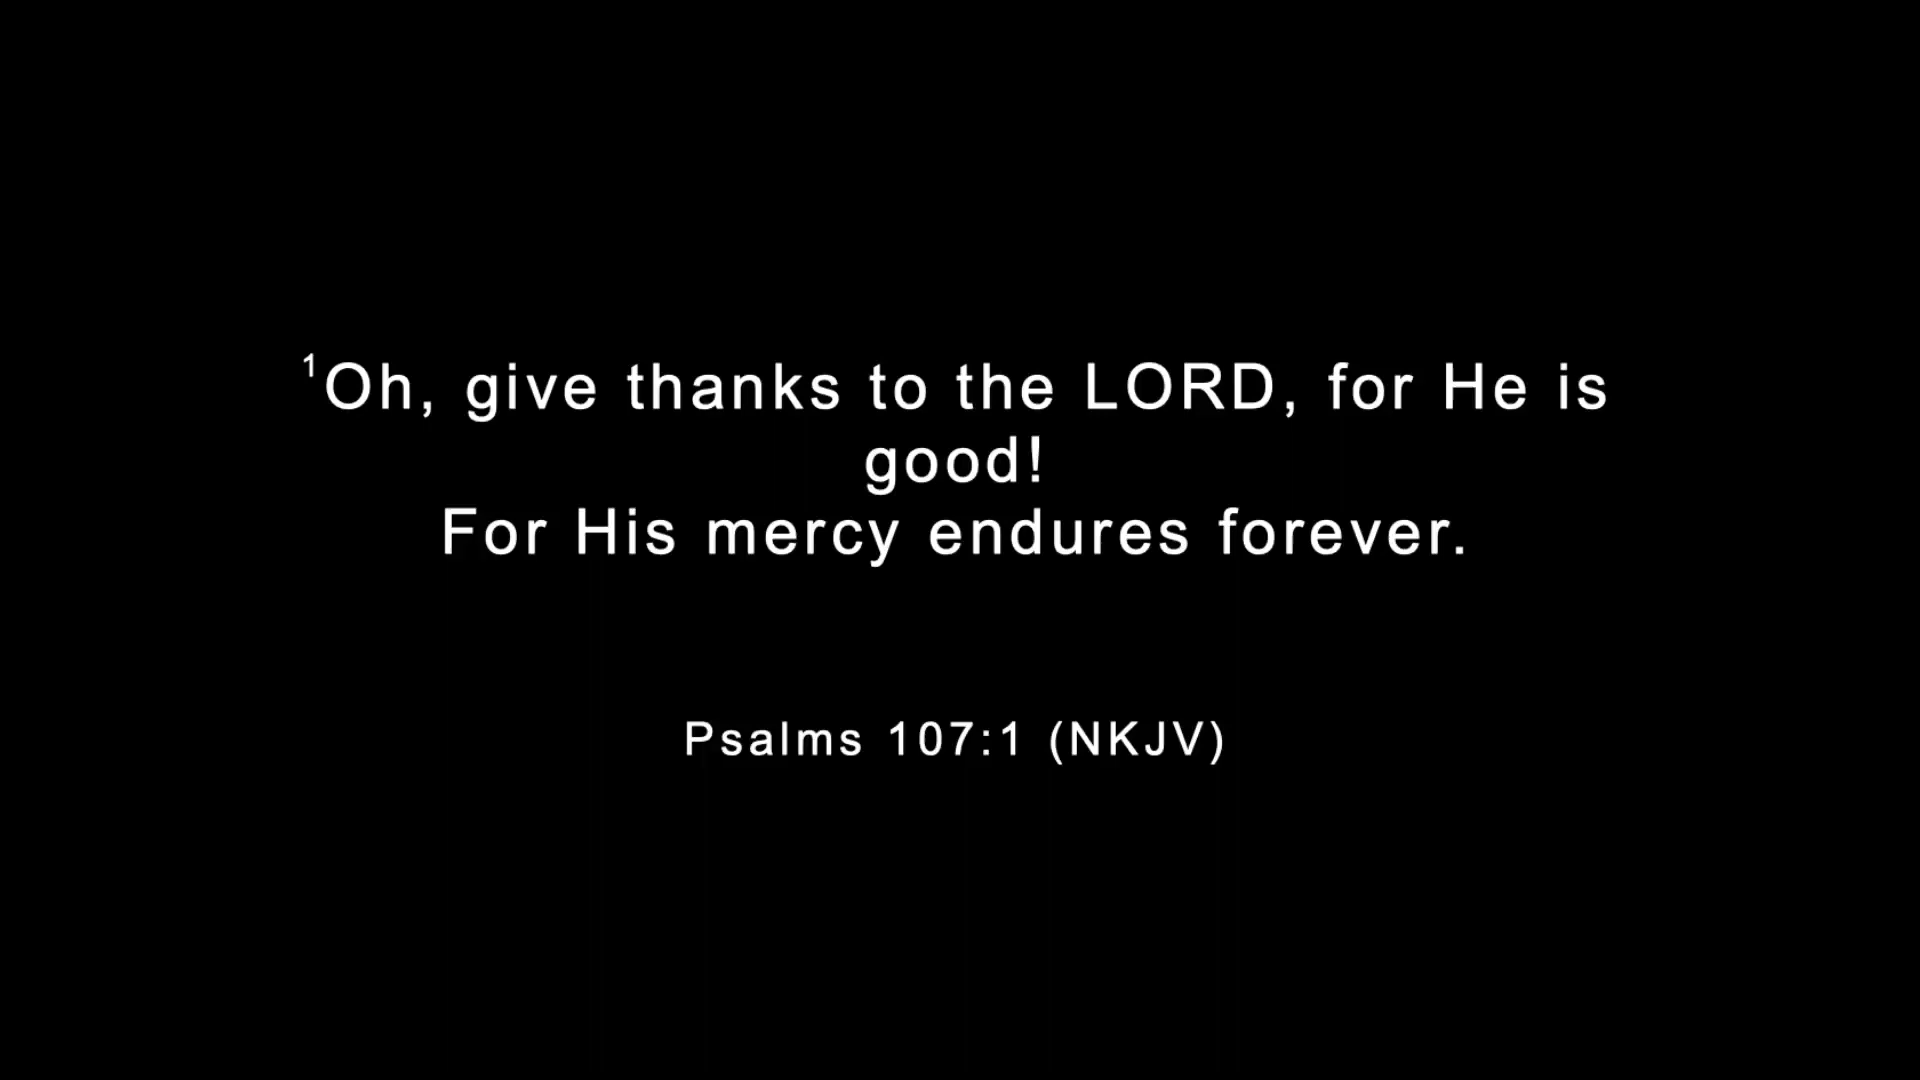 ¹Oh, give thanks to the LORD, for He is
good!
For His mercy endures forever.
Psalms 107:1 (NKJV)